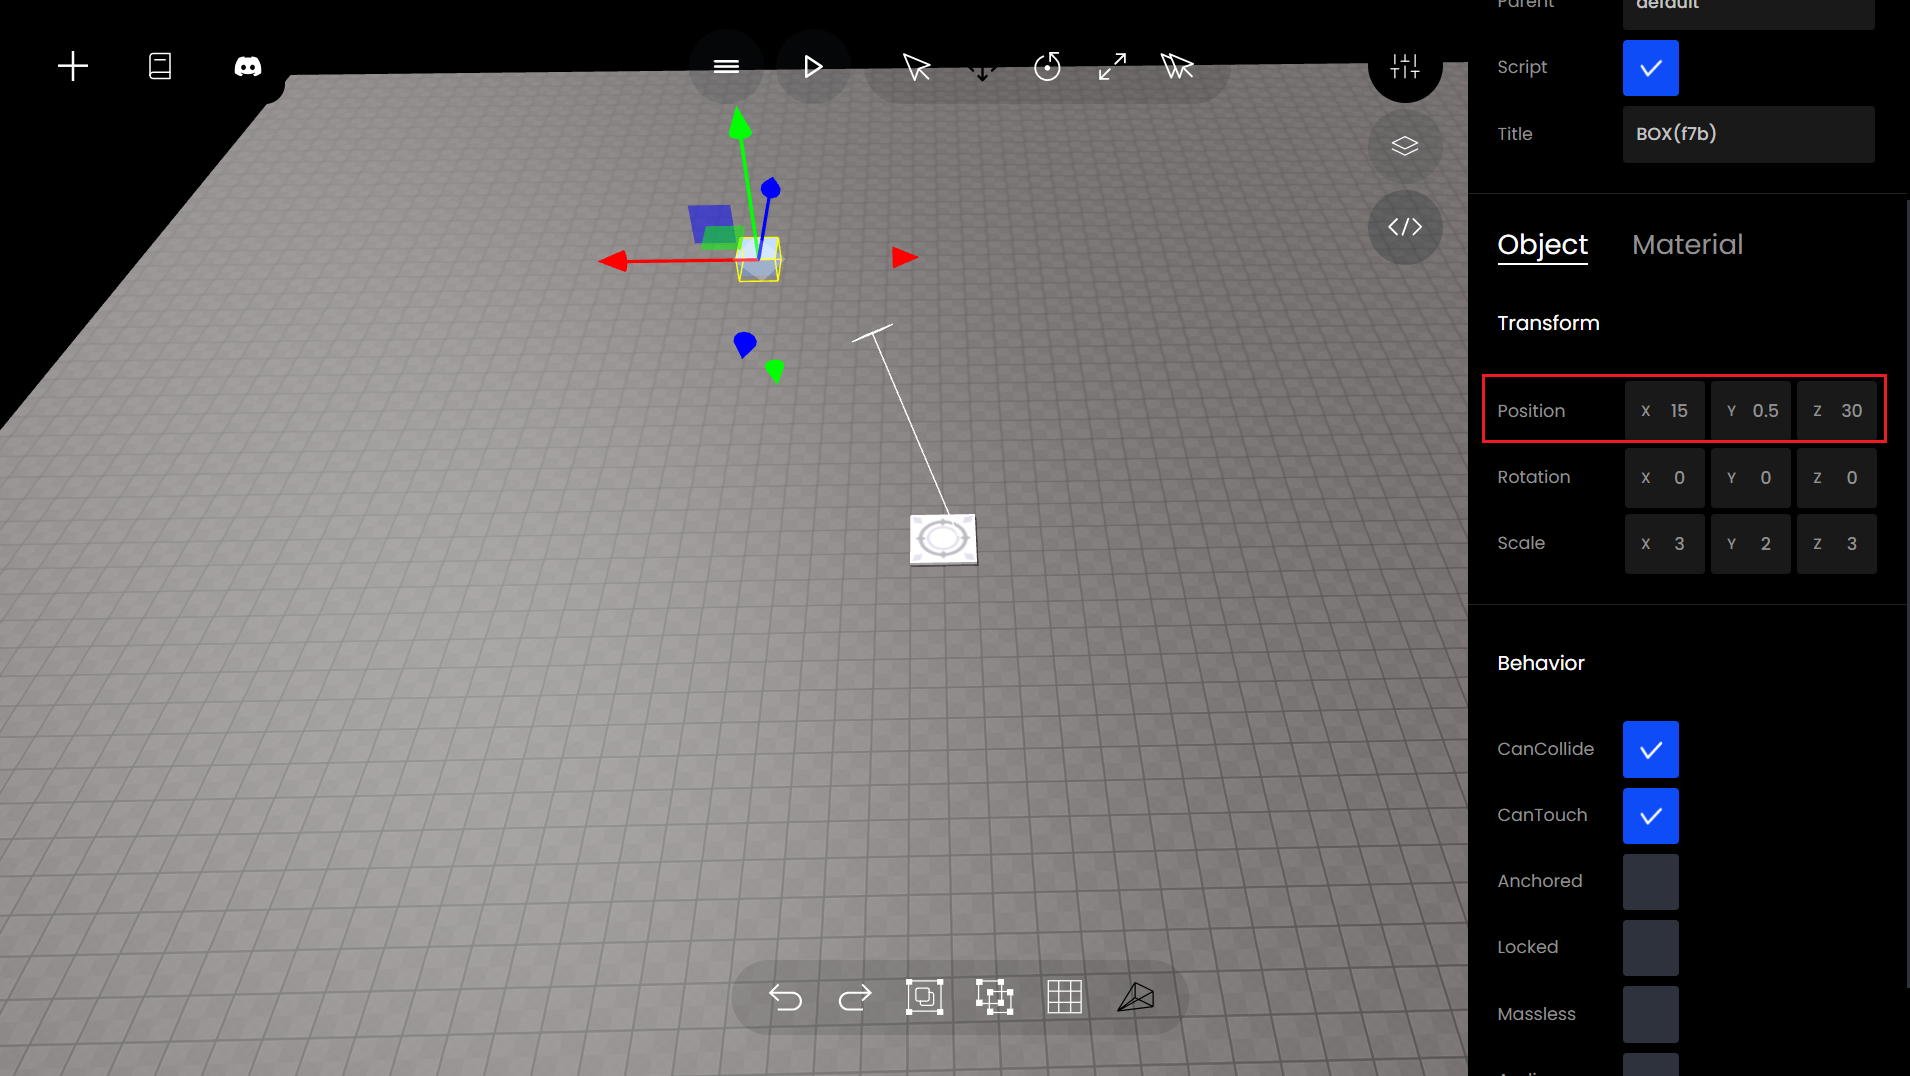 Parent default
Script
Title BOX(f7b)
Object Material
Transform
Position X 15 Y 0.5 Z 30
Rotation X 0 Y 0 Z 0
Scale X 3 Y 2 Z 3
Behavior
CanCollide
CanTouch
Anchored
Locked
Massless